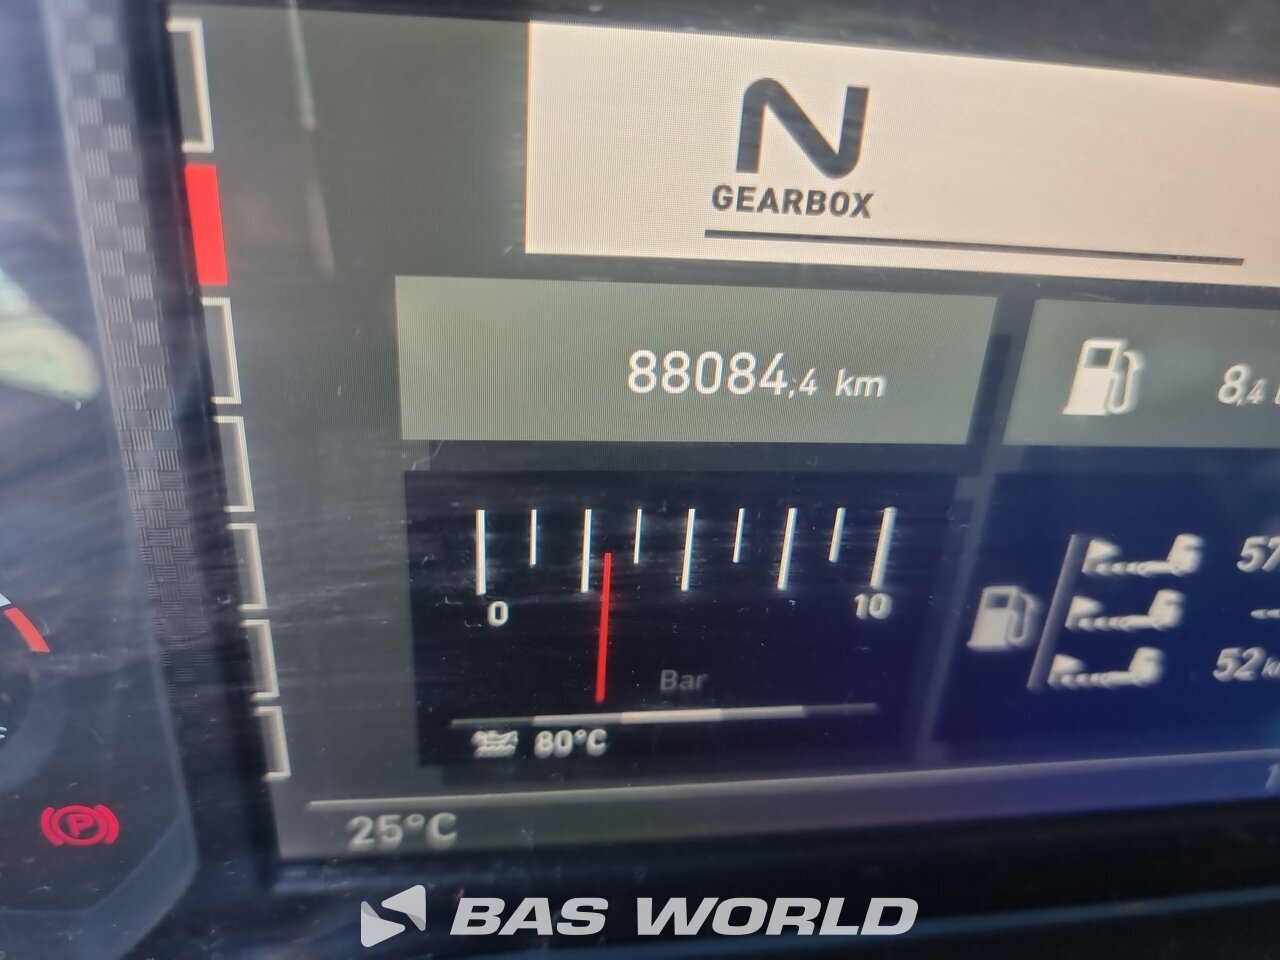 N
GEARBOX
88084,4 km
8,4
0
10
57
Bar
52
80°C
25°C
P
BAS WORLD